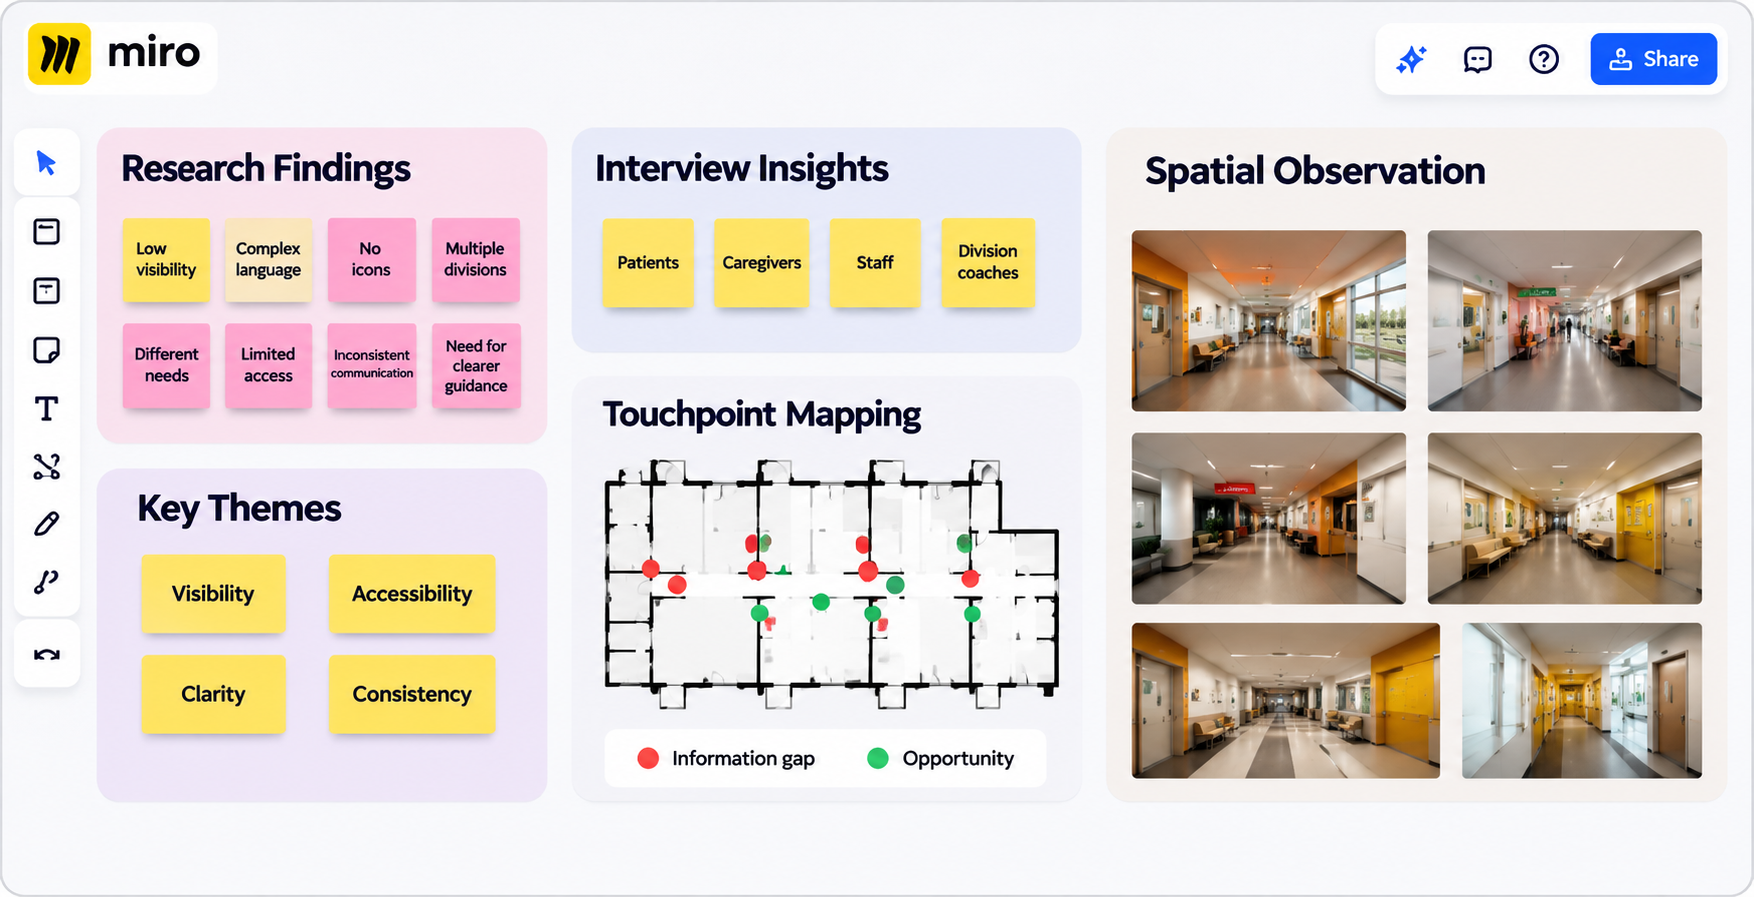 miro
Share
Research Findings
Low
visibility
Complex
language
No
icons
Multiple
divisions
Different
needs
Limited
access
Inconsistent
communication
Need for
clearer
guidance
Key Themes
Visibility
Accessibility
Clarity
Consistency
Interview Insights
Patients
Caregivers
Staff
Division
coaches
Touchpoint Mapping
Information gap
Opportunity
Spatial Observation